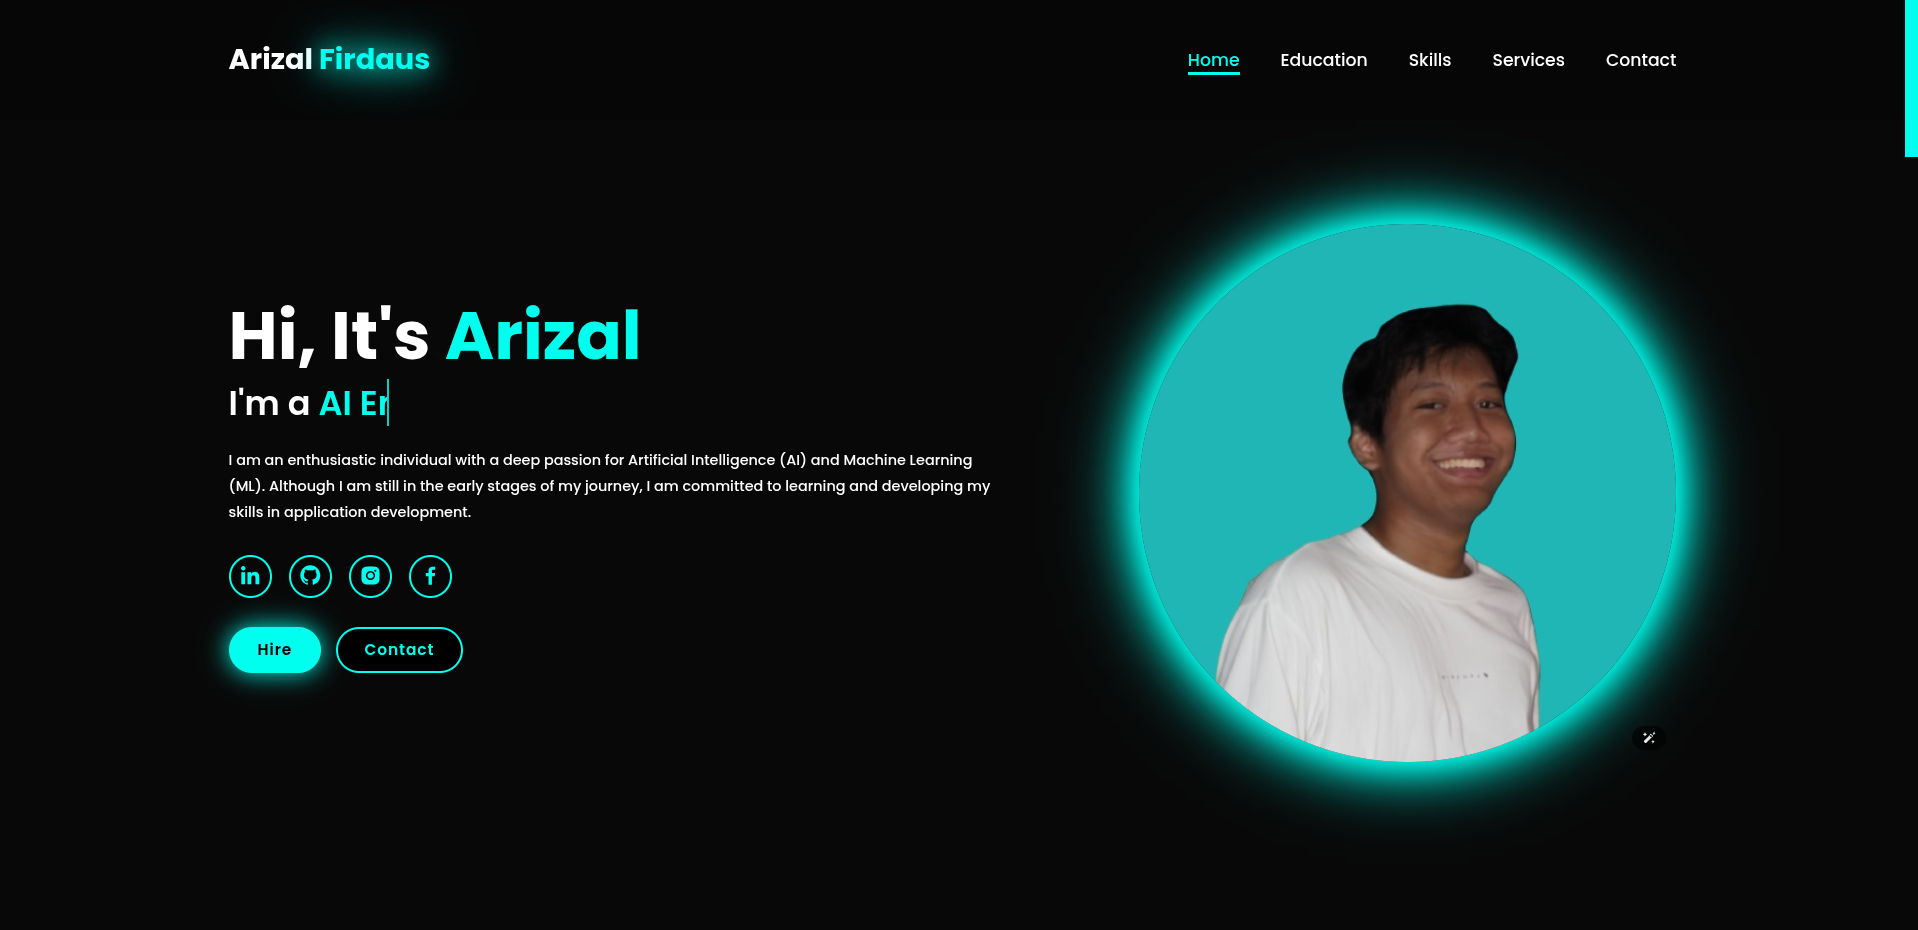 Arizal Firdaus
Home Education Skills Services Contact
Hi, It's Arizal
I'm a AI En
I am an enthusiastic individual with a deep passion for Artificial Intelligence (AI) and Machine Learning
(ML). Although I am still in the early stages of my journey, I am committed to learning and developing my
skills in application development.
Hire Contact